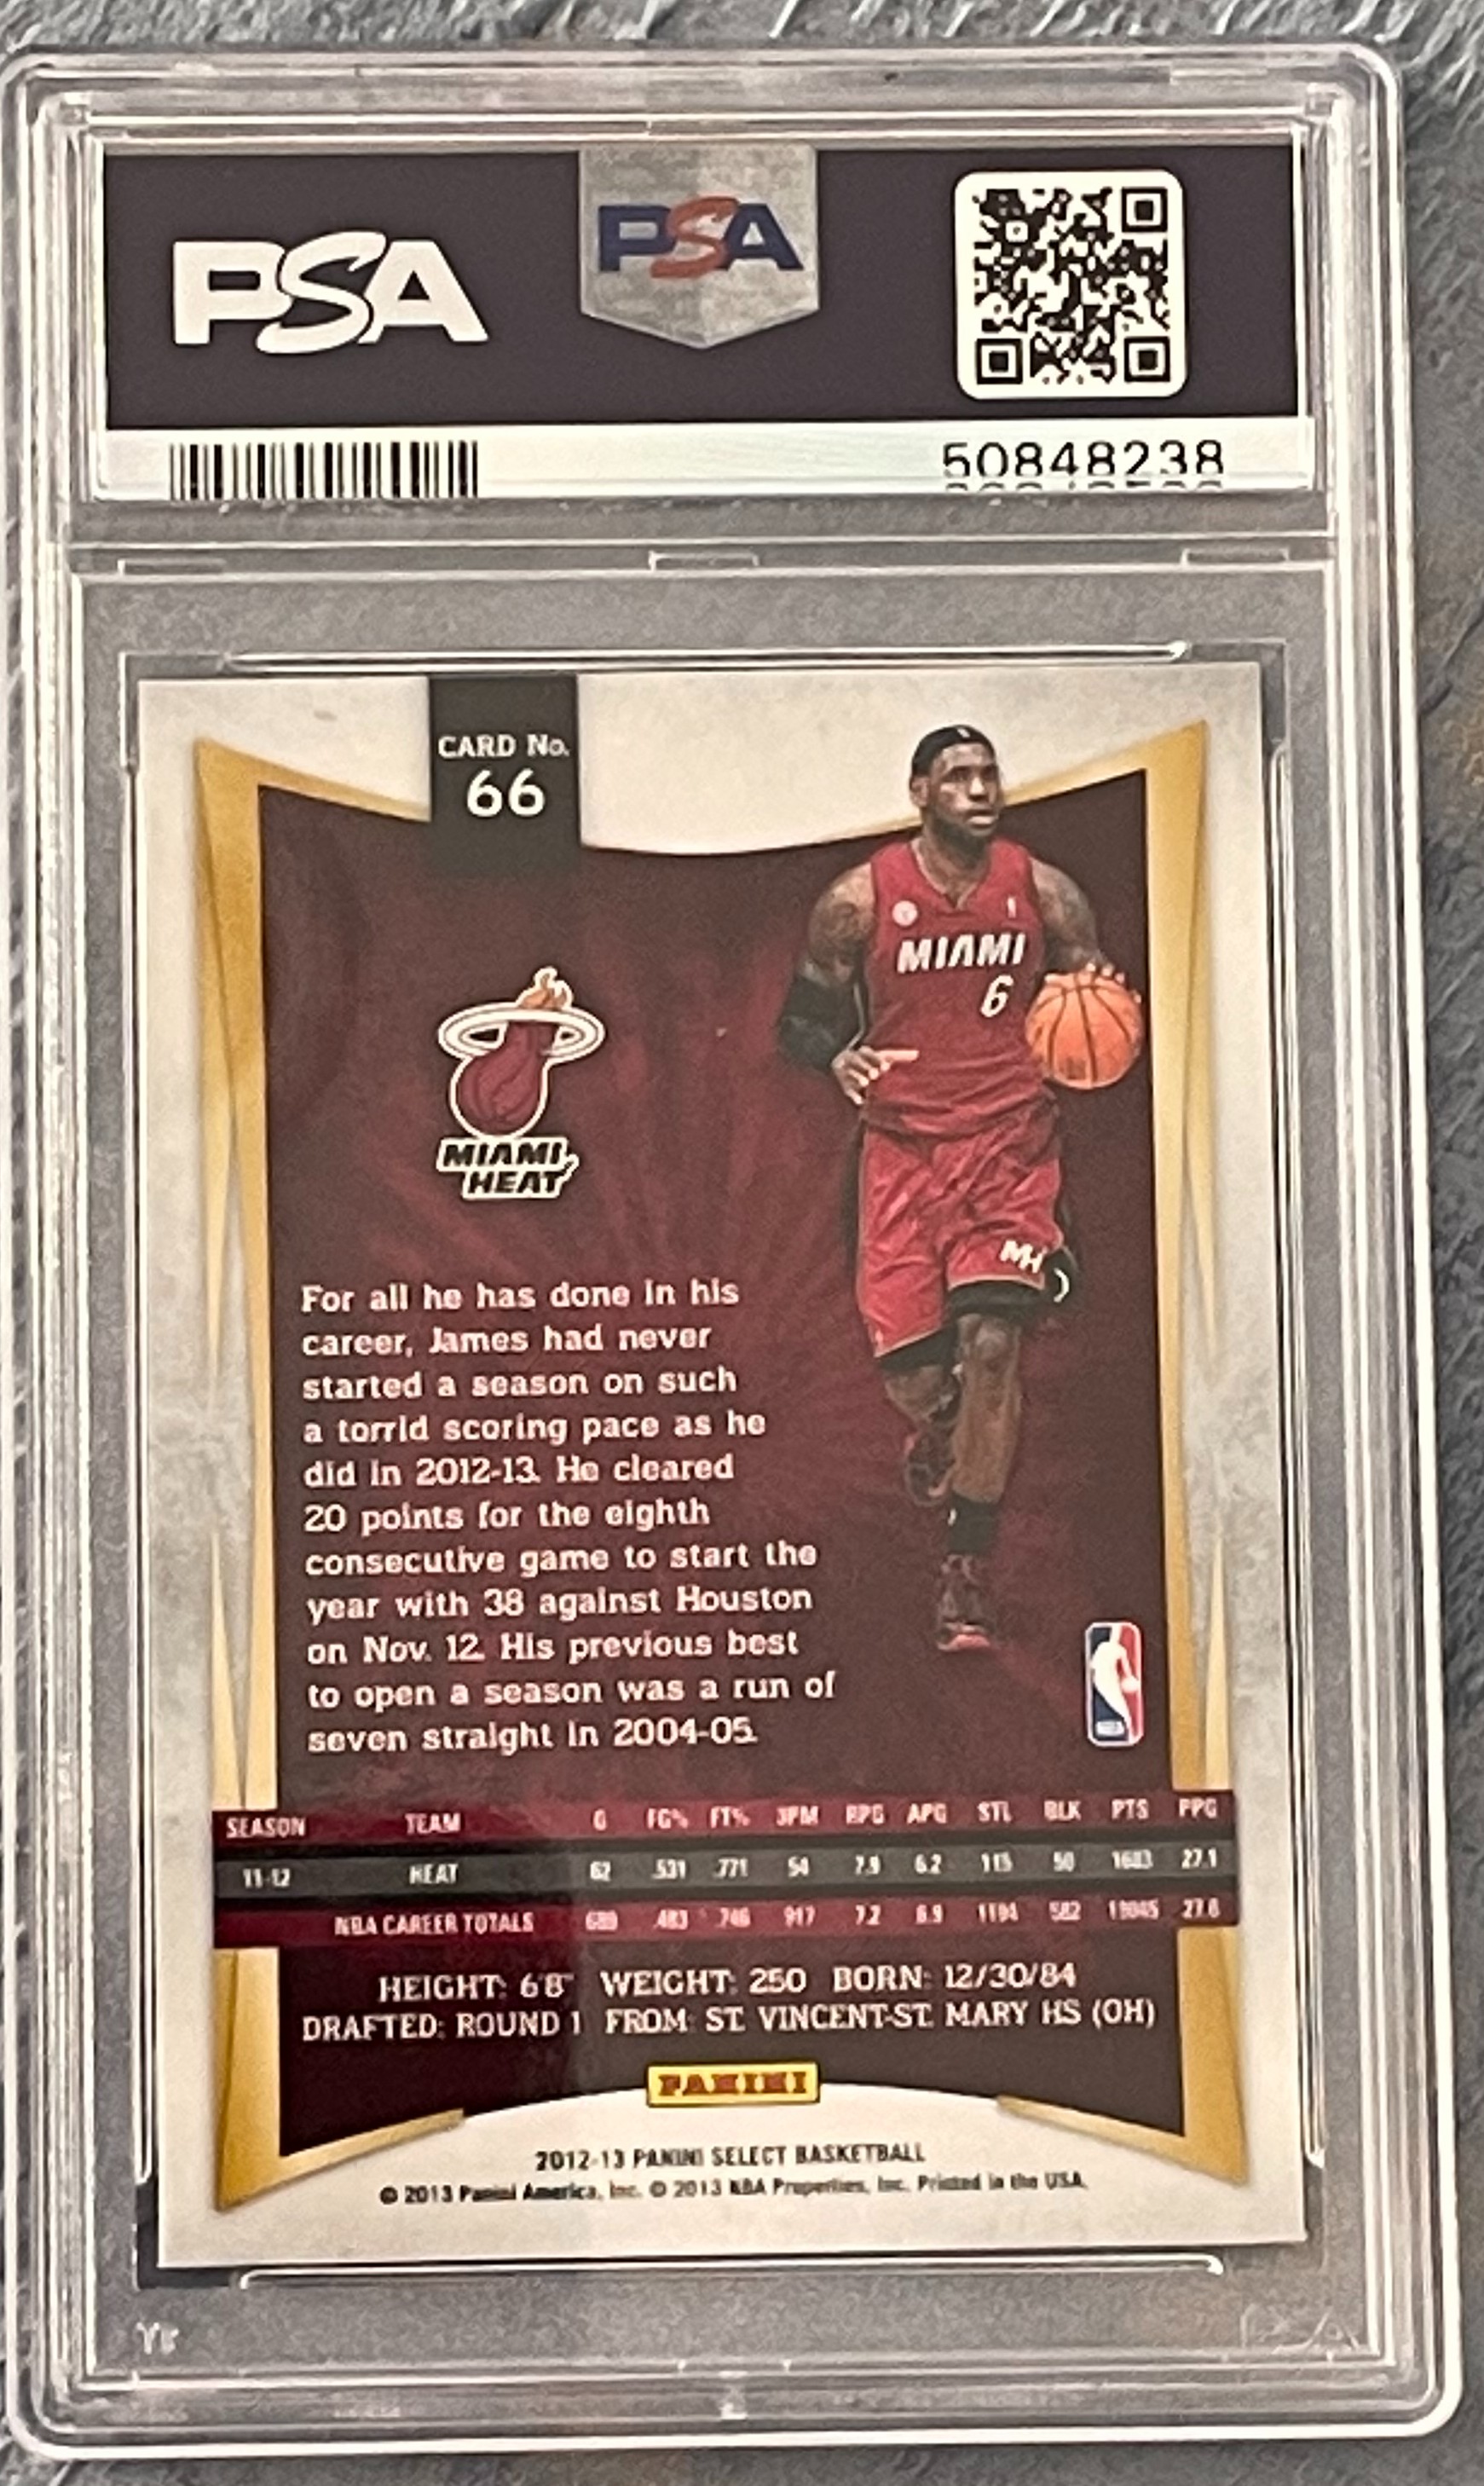 PSA
PSA
50848238
CARD No.
66
MIAMI
6
MIAMI
HEAT
MH
For all he has done in his
career, James had never
started a season on such
a torrid scoring pace as he
did in 2012-13. He cleared
20 points for the eighth
consecutive game to start the
year with 38 against Houston
on Nov. 12. His previous best
to open a season was a run of
seven straight in 2004-05.
SEASON TEAM G FG% FT% 3PM RPG APG STL BLK PTS PPG
11-12 HEAT 62 .531 .771 54 7.9 6.2 115 50 1683 27.1
NBA CAREER TOTALS 689 .483 .746 917 7.2 6.9 1194 582 19045 27.6
HEIGHT: 6'8" WEIGHT: 250 BORN: 12/30/84
DRAFTED: ROUND 1 FROM: ST. VINCENT-ST. MARY HS (OH)
PANINI
2012-13 PANINI SELECT BASKETBALL
© 2013 Panini America, Inc. © 2013 NBA Properties, Inc. Printed in the USA.